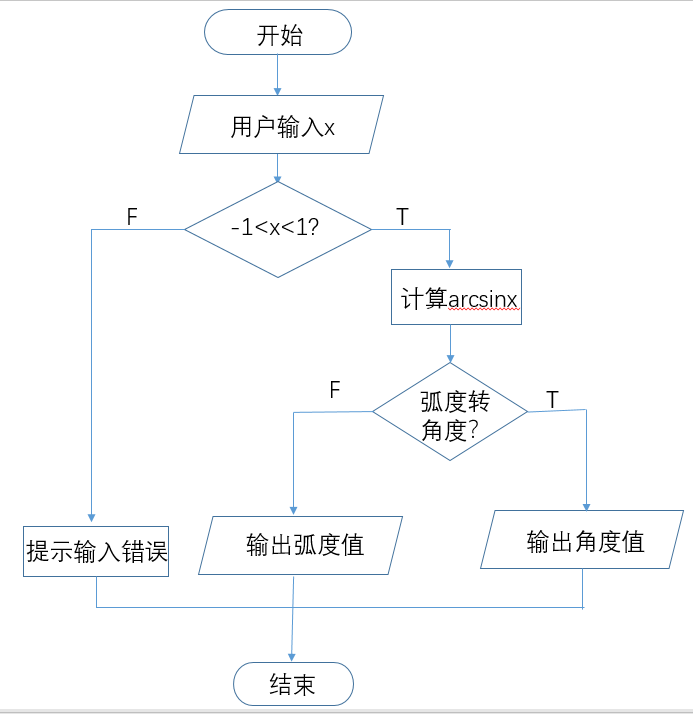 开始
用户输入x
F
-1<x<1?
T
计算arcsinx
F
弧度转
角度?
T
提示输入错误
输出弧度值
输出角度值
结束